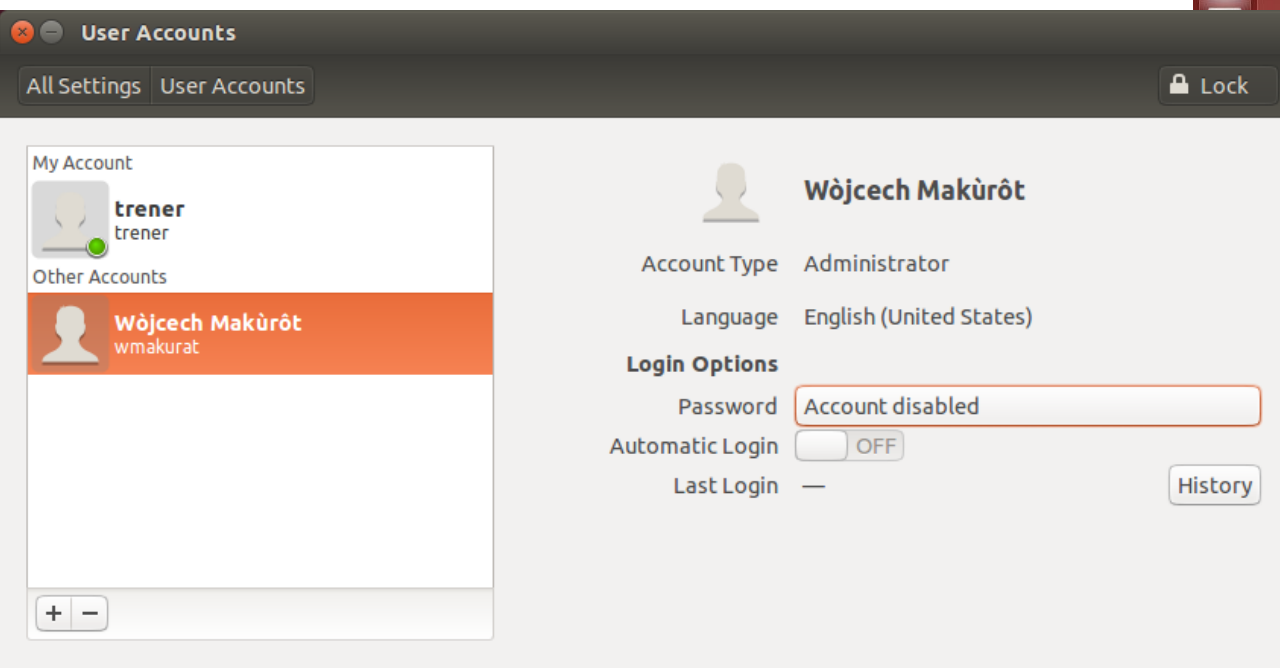 User Accounts
All Settings User Accounts
Lock
My Account
trener
trener
Other Accounts
Wòjcech Makùrôt
wmakurat
Wòjcech Makùrôt
Account Type Administrator
Language English (United States)
Login Options
Password Account disabled
Automatic Login OFF
Last Login —
History